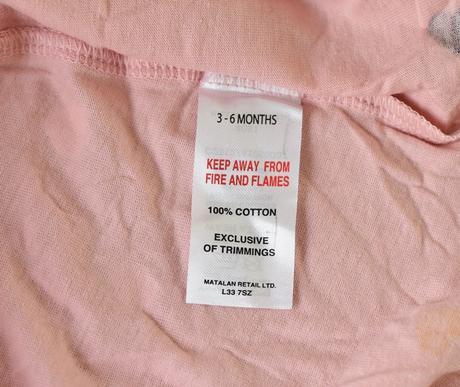 3 - 6 MONTHS
KEEP AWAY FROM
FIRE AND FLAMES
100% COTTON
EXCLUSIVE
OF TRIMMINGS
MATALAN RETAIL LTD.
L33 7SZ